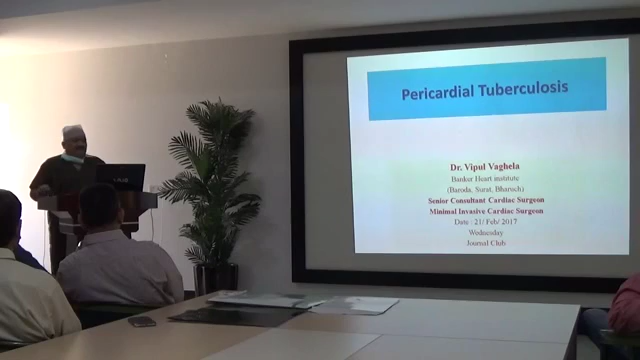 Pericardial Tuberculosis
Dr. Vipul Vaghela
Bankur Heart institute
(Baroda, Surat, Bharuch)
Senior Consultant Cardiac Surgeon
Minimal Invasive Cardiac Surgeon
Date : 21/ Feb/ 2017
Wednesday
Journal Club